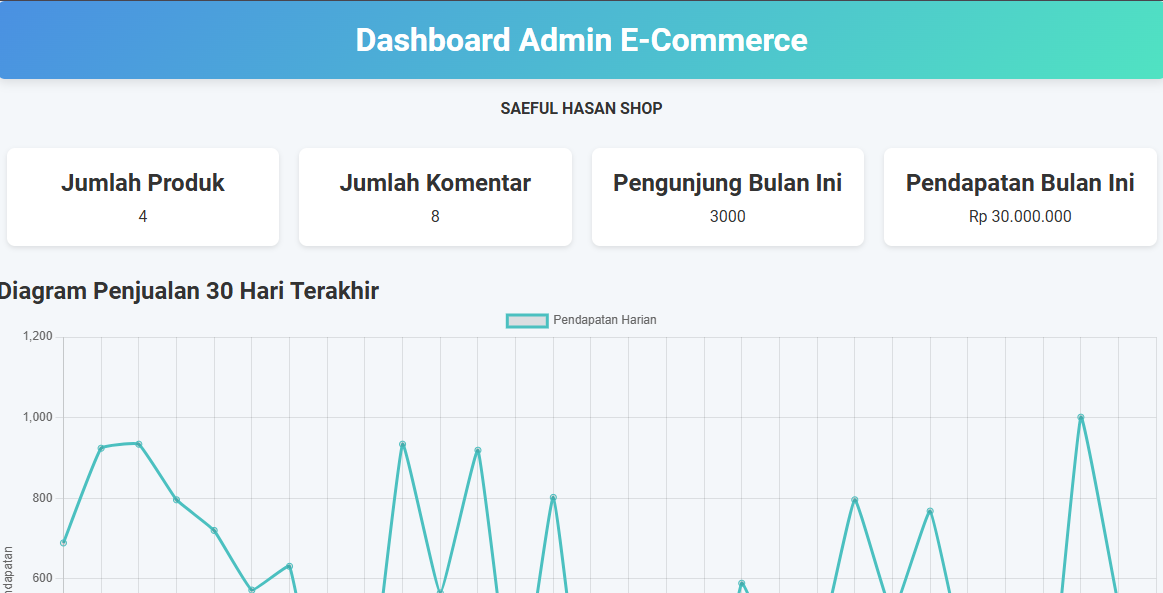 Dashboard Admin E-Commerce
SAEFUL HASAN SHOP
Jumlah Produk
4
Jumlah Komentar
8
Pengunjung Bulan Ini
3000
Pendapatan Bulan Ini
Rp 30.000.000
Diagram Penjualan 30 Hari Terakhir
Pendapatan Harian
1,200
1,000
800
600
ndapatan